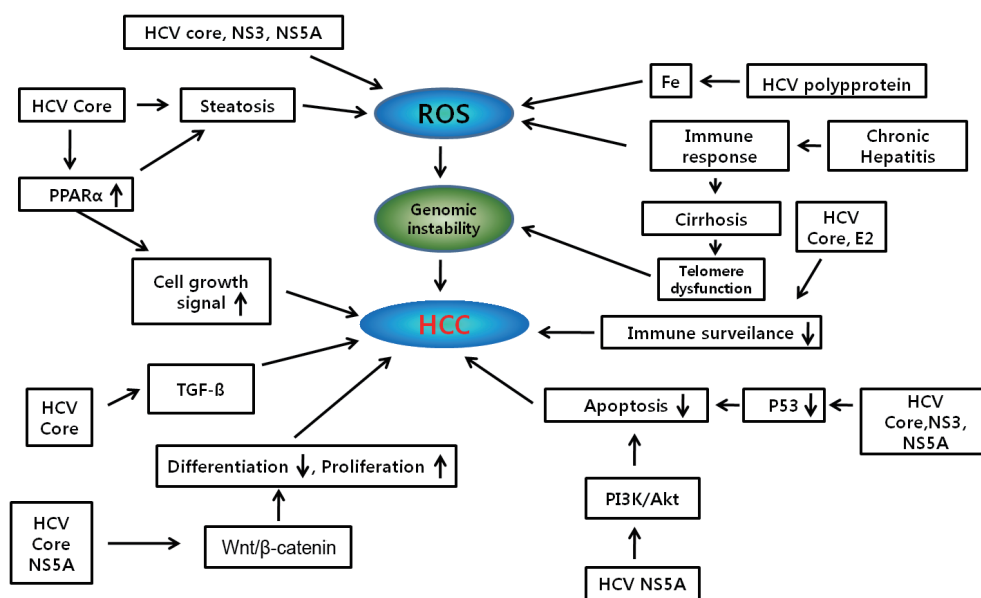 HCV core, NS3, NS5A
HCV Core
Steatosis
ROS
Fe
HCV polypprotein
PPARα
Immune
response
Chronic
Hepatitis
Genomic
instability
Cirrhosis
HCV
Core, E2
Cell growth
signal
Telomere
dysfunction
HCC
Immune surveilance
HCV
Core
TGF-ß
Apoptosis
P53
HCV
Core,NS3,
NS5A
Differentiation , Proliferation
HCV
Core
NS5A
Wnt/β-catenin
PI3K/Akt
HCV NS5A